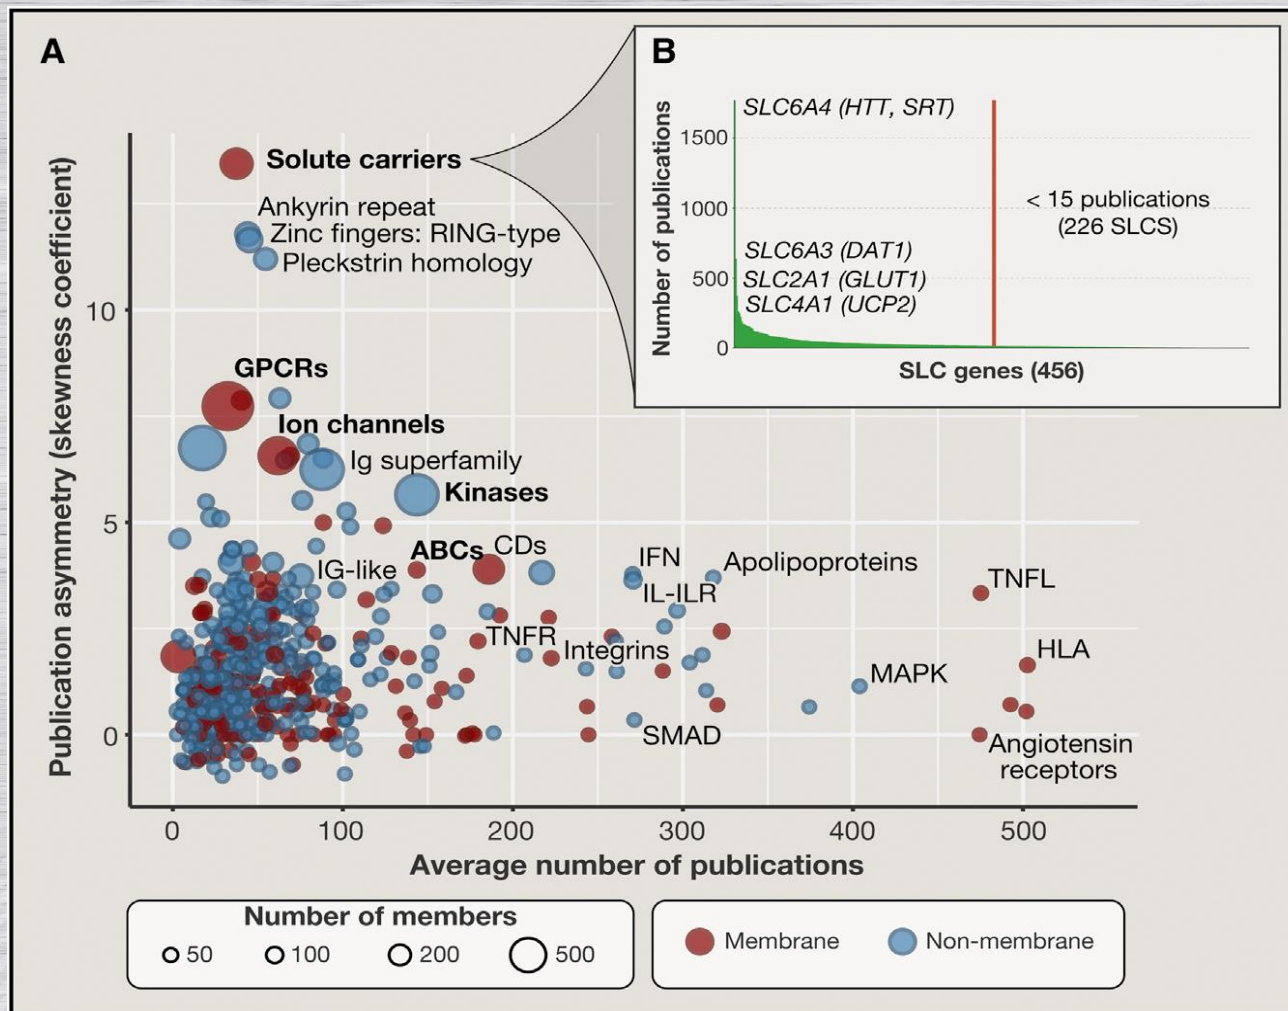 A
B
SLC6A4 (HTT, SRT)
Number of publications
1500
1000
500
0
< 15 publications
(226 SLCS)
SLC6A3 (DAT1)
SLC2A1 (GLUT1)
SLC4A1 (UCP2)
SLC genes (456)
Publication asymmetry (skewness coefficient)
10
5
0
Solute carriers
Ankyrin repeat
Zinc fingers: RING-type
Pleckstrin homology
GPCRs
Ion channels
Ig superfamily
Kinases
ABCs
CDs
IG-like
IFN
Apolipoproteins
IL-ILR
TNFL
TNFR
Integrins
HLA
MAPK
SMAD
Angiotensin
receptors
0 100 200 300 400 500
Average number of publications
Number of members
50 100 200 500
Membrane Non-membrane